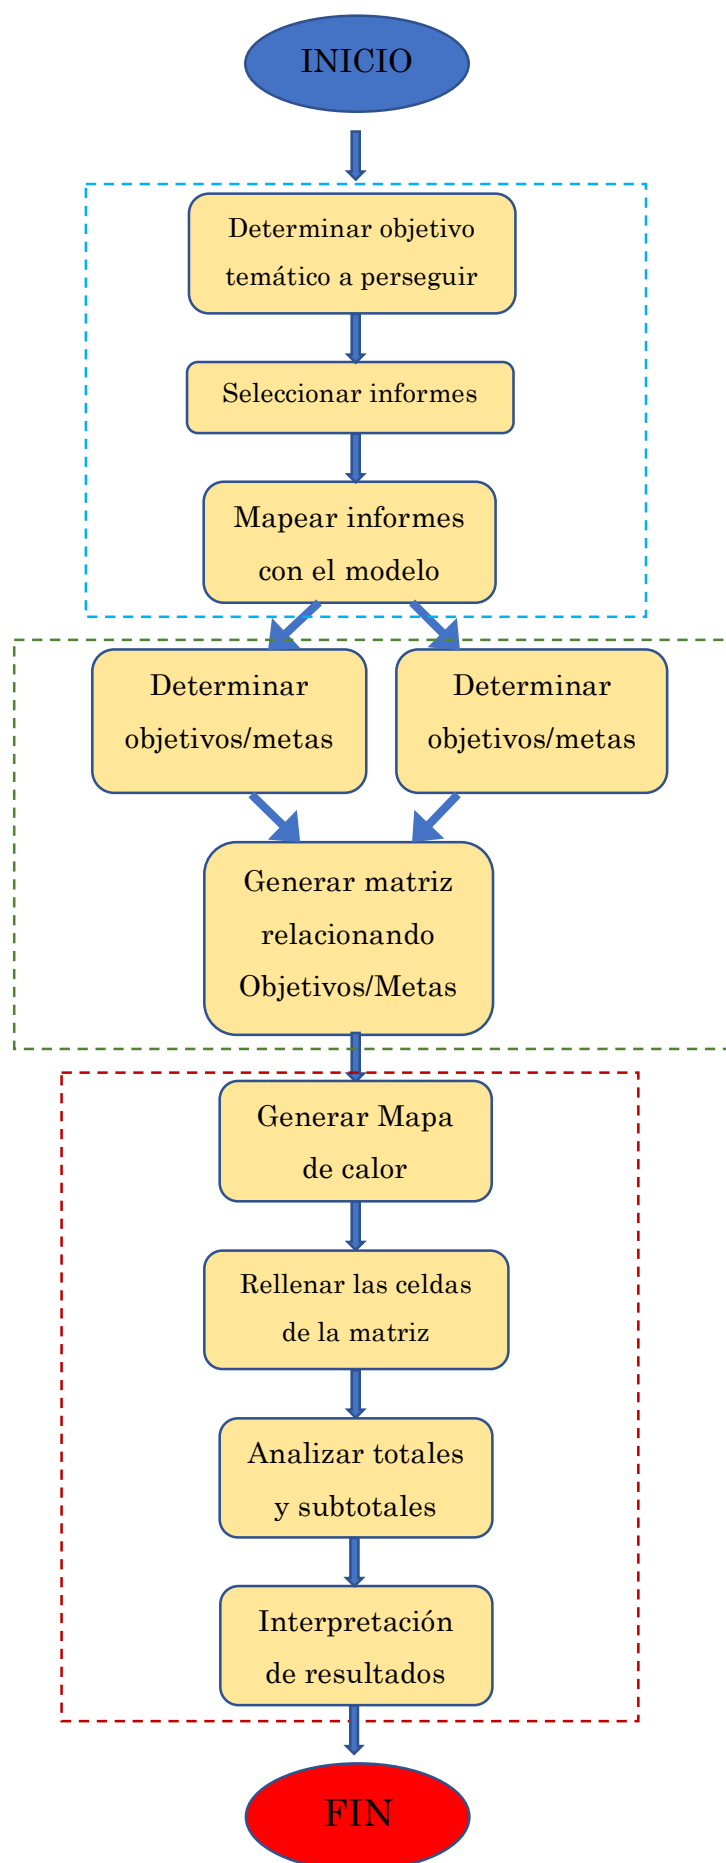 INICIO
Determinar objetivo
temático a perseguir
Seleccionar informes
Mapear informes
con el modelo
Determinar
objetivos/metas
Determinar
objetivos/metas
Generar matriz
relacionando
Objetivos/Metas
Generar Mapa
de calor
Rellenar las celdas
de la matriz
Analizar totales
y subtotales
Interpretación
de resultados
FIN